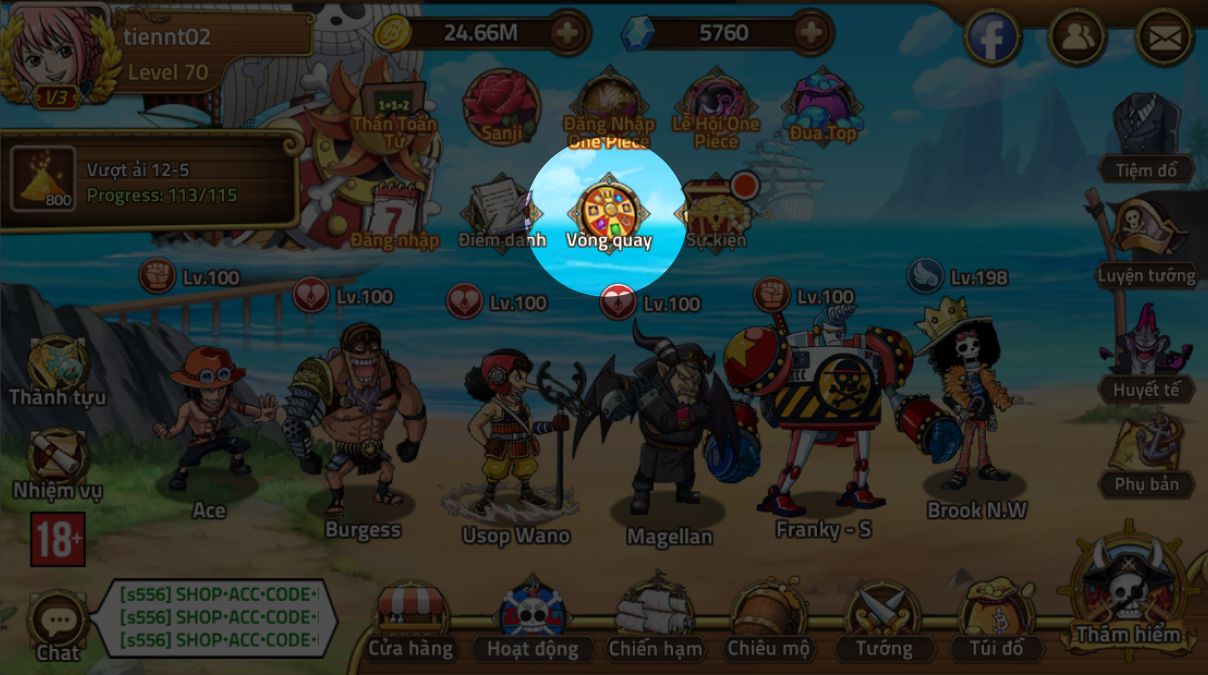 tiennt02
Level 70
V3
24.66M
5760
Vượt ải 12-5
Progress: 113/115
800
1+1=2
Thần Toán Tử
Sanji
Đăng Nhập One Piece
Lễ Hội One Piece
Đua Top
7
Đăng nhập
Điểm danh
Vòng quay
Sự kiện
Tiệm đồ
Luyện tướng
Huyết tế
Phụ bản
Lv.100
Lv.100
Lv.100
Lv.100
Lv.100
Lv.198
Thành tựu
Nhiệm vụ
18+
Ace
Burgess
Usop Wano
Magellan
Franky - S
Brook N.W
[s556] SHOP•ACC•CODE•
[s556] SHOP•ACC•CODE•
[s556] SHOP•ACC•CODE•
Chat
Cửa hàng
Hoạt động
Chiến hạm
Chiêu mộ
Tướng
Túi đồ
Thám hiểm